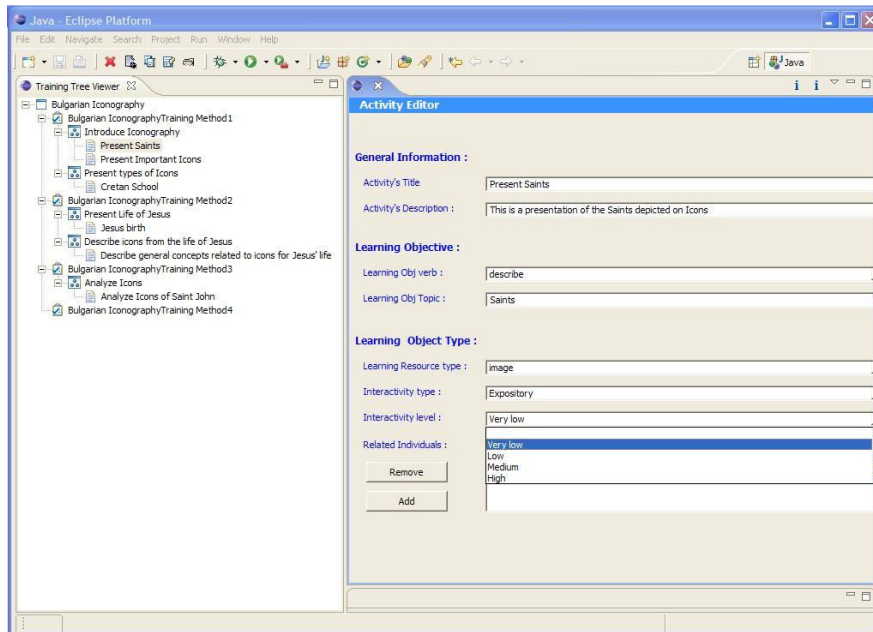 Java - Eclipse Platform
File Edit Navigate Search Project Run Window Help
Java
Training Tree Viewer
Bulgarian Iconography
Bulgarian IconographyTraining Method1
Introduce Iconography
Present Saints
Present Important Icons
Present types of Icons
Cretan School
Bulgarian IconographyTraining Method2
Present Life of Jesus
Jesus birth
Describe icons from the life of Jesus
Describe general concepts related to icons for Jesus' life
Bulgarian IconographyTraining Method3
Analyze Icons
Analyze Icons of Saint John
Bulgarian IconographyTraining Method4
Activity Editor
General Information :
Activity's Title Present Saints
Activity's Description : This is a presentation of the Saints depicted on Icons
Learning Objective :
Learning Obj verb : describe
Learning Obj Topic : Saints
Learning Object Type :
Learning Resource type : image
Interactivity type : Expository
Interactivity level : Very low
Related Individuals : Very low
Low
Medium
High
Remove
Add